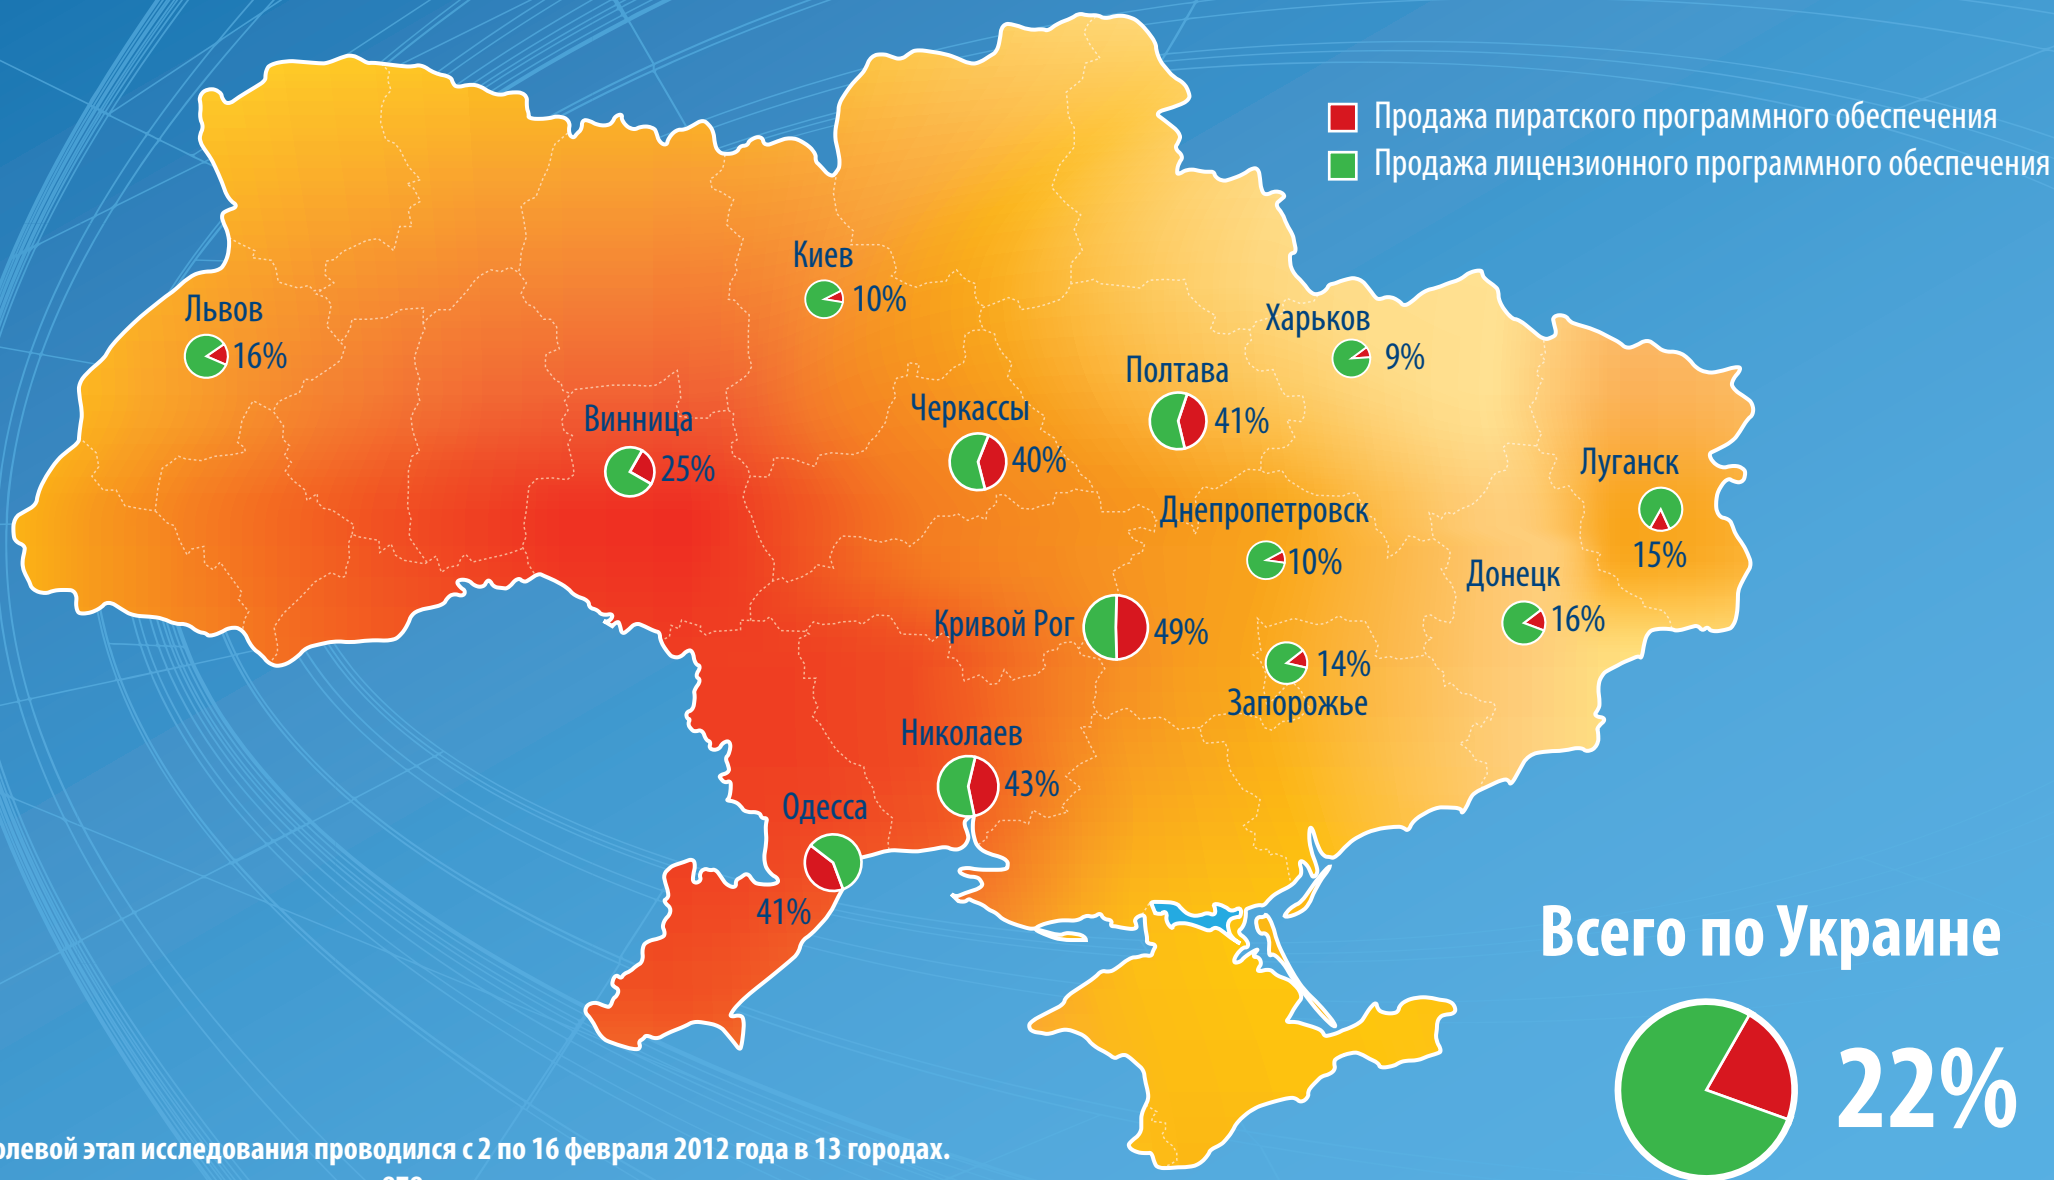 Продажа пиратского программного обеспечения
Продажа лицензионного программного обеспечения
Киев
10%
Львов
16%
Харьков
9%
Полтава
41%
Черкассы
40%
Винница
25%
Луганск
15%
Днепропетровск
10%
Донецк
16%
Кривой Рог
49%
14%
Запорожье
Николаев
43%
Одесса
41%
Всего по Украине
22%
этап исследования проводился с 2 по 16 февраля 2012 года в 13 городах.